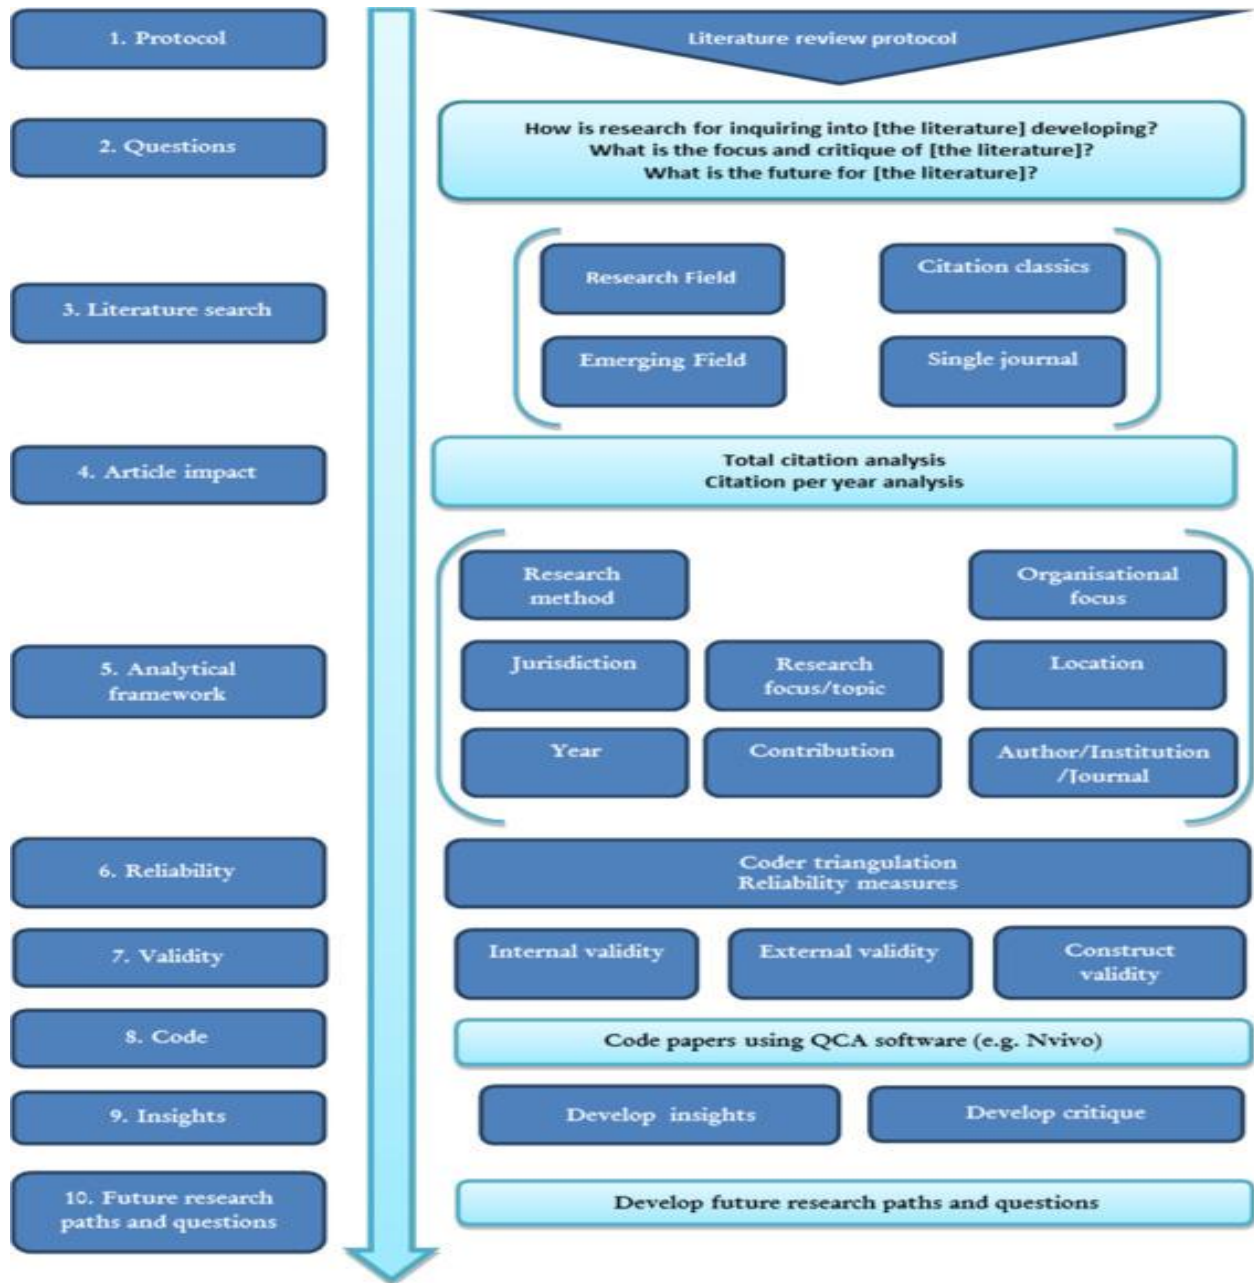 1. Protocol
Literature review protocol
2. Questions
How is research for inquiring into [the literature] developing?
What is the focus and critique of [the literature]?
What is the future for [the literature]?
3. Literature search
Research Field
Citation classics
Emerging Field
Single journal
4. Article impact
Total citation analysis
Citation per year analysis
5. Analytical
framework
Research
method
Organisational
focus
Jurisdiction
Research
focus/topic
Location
Year
Contribution
Author/Institution
/Journal
6. Reliability
Coder triangulation
Reliability measures
7. Validity
Internal validity
External validity
Construct
validity
8. Code
Code papers using QCA software (e.g. Nvivo)
9. Insights
Develop insights
Develop critique
10. Future research
paths and questions
Develop future research paths and questions